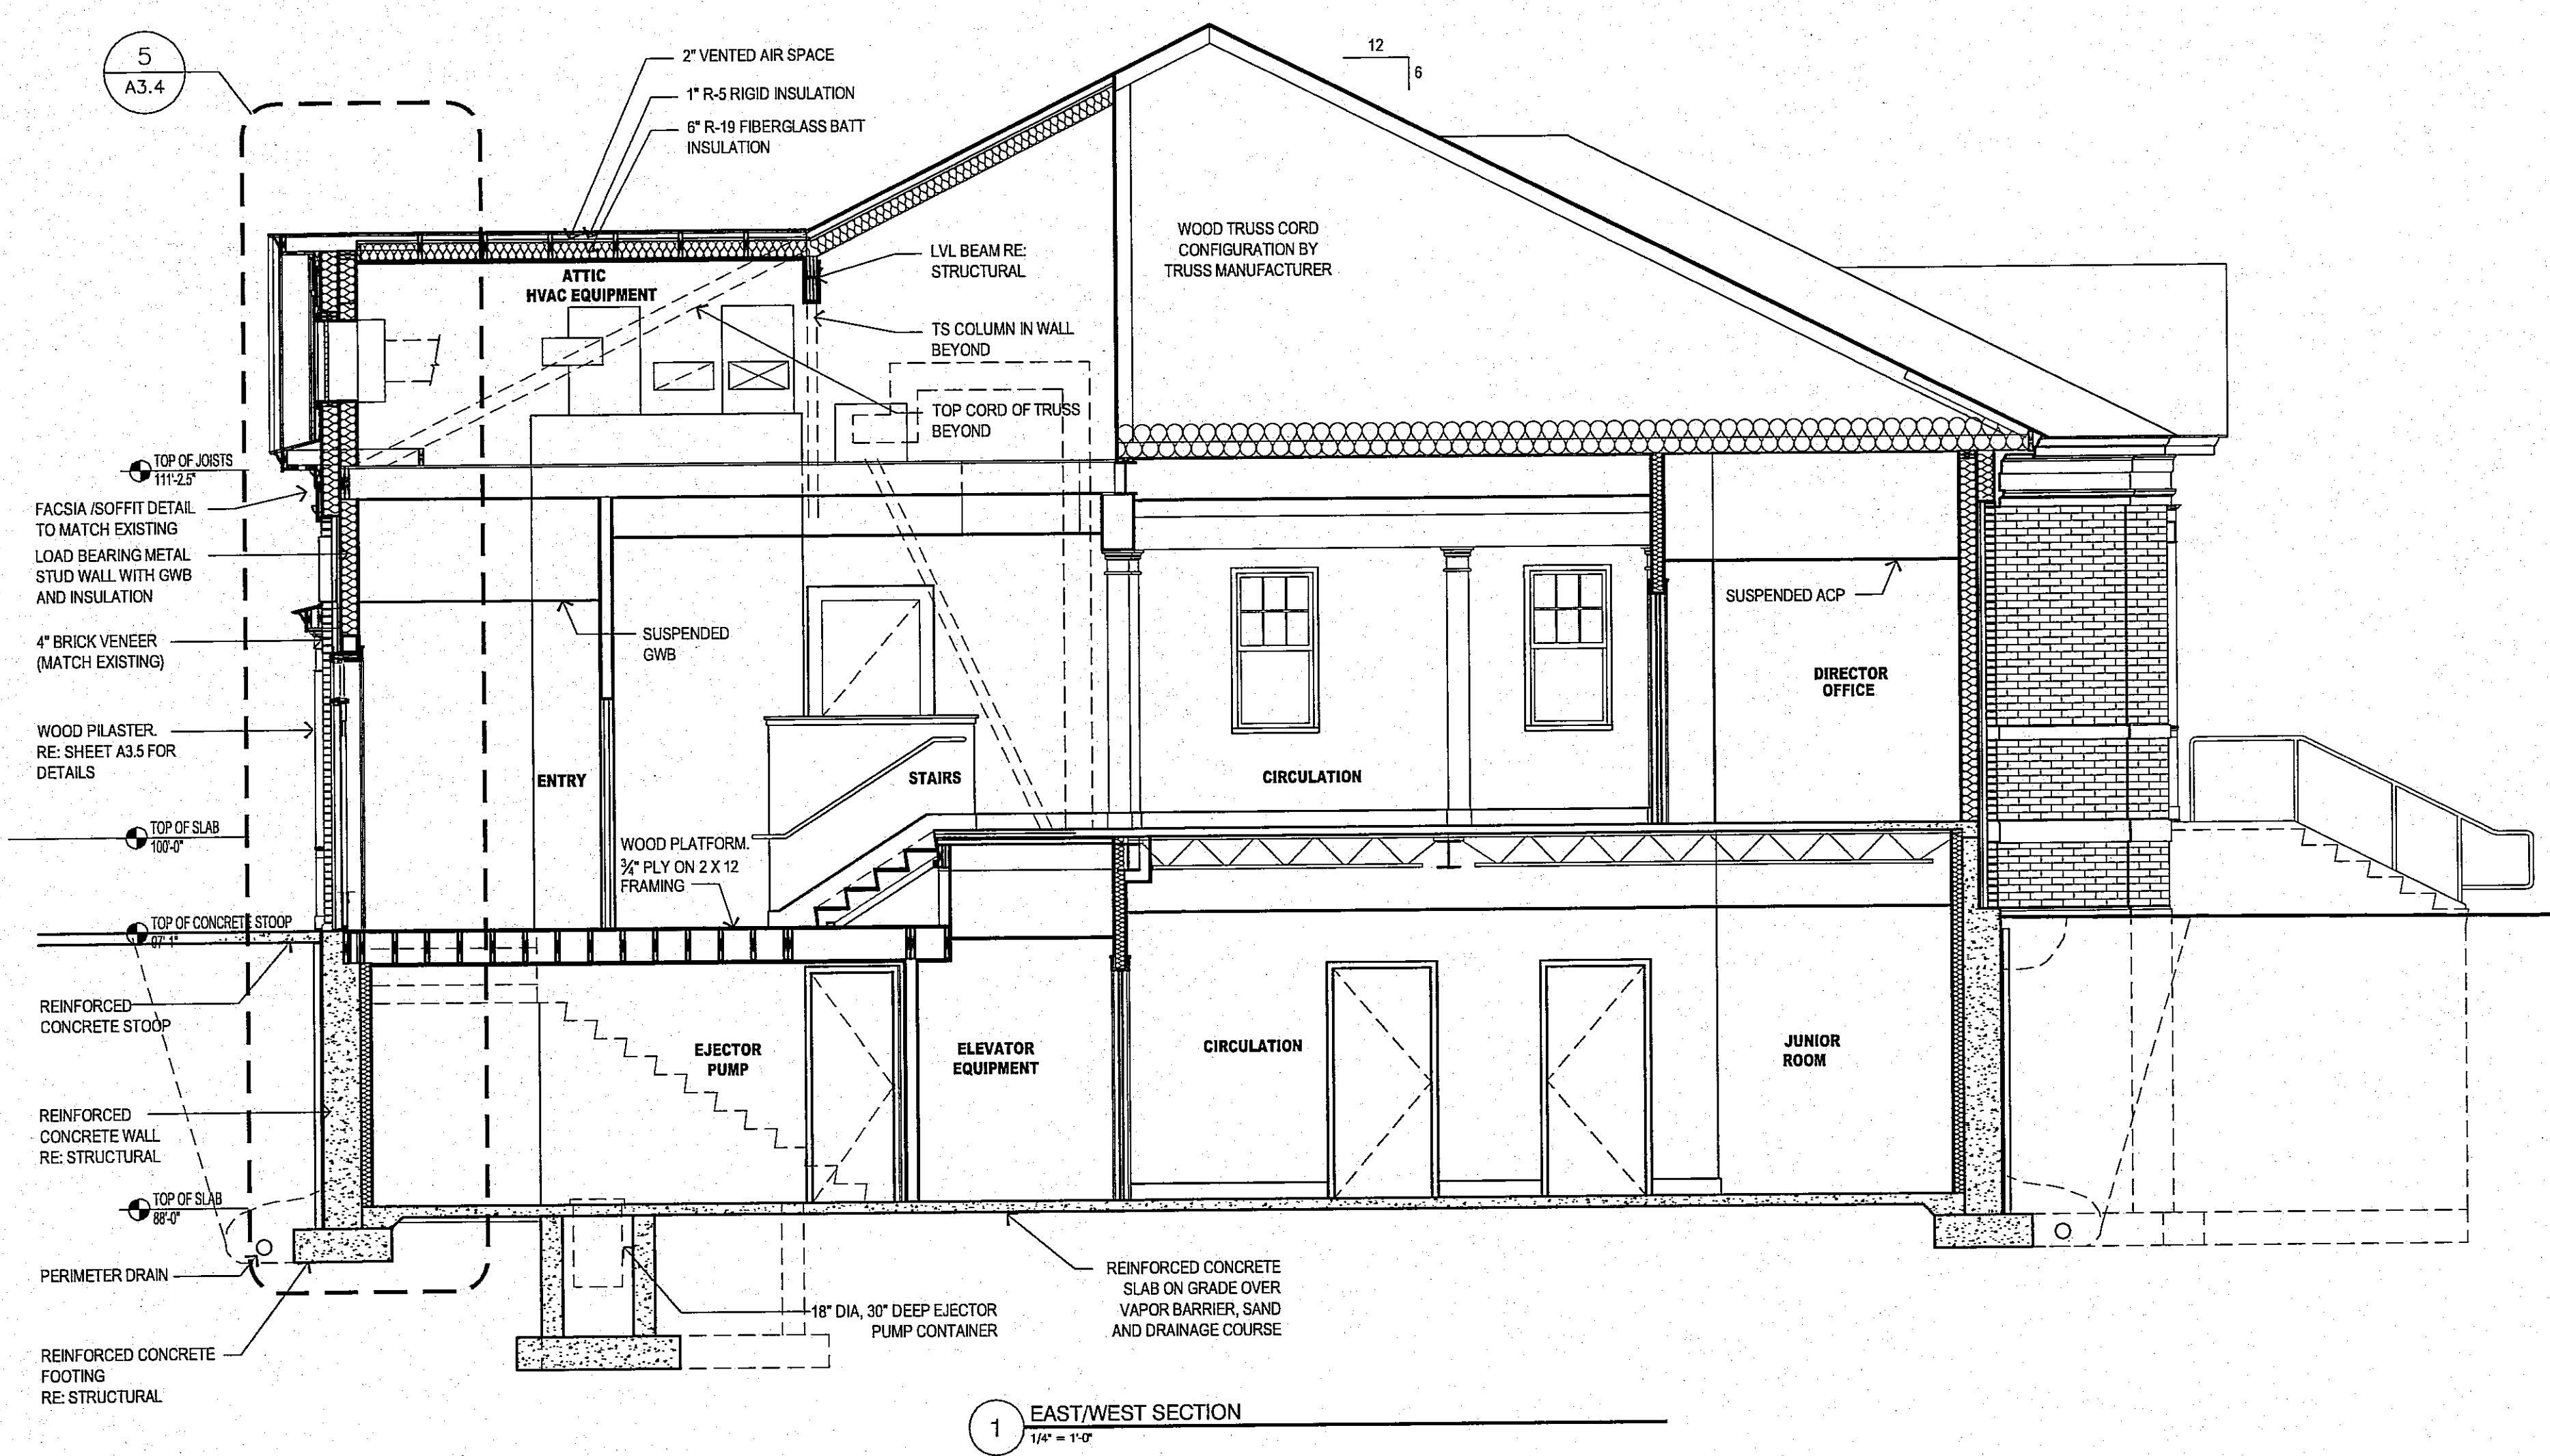 5
A3.4
2" VENTED AIR SPACE
1" R-5 RIGID INSULATION
6" R-19 FIBERGLASS BATT
INSULATION
12
6
WOOD TRUSS CORD
CONFIGURATION BY
TRUSS MANUFACTURER
LVL BEAM RE:
STRUCTURAL
ATTIC
HVAC EQUIPMENT
TS COLUMN IN WALL
BEYOND
TOP CORD OF TRUSS
BEYOND
TOP OF JOISTS
111'-2.5"
FACSIA /SOFFIT DETAIL
TO MATCH EXISTING
LOAD BEARING METAL
STUD WALL WITH GWB
AND INSULATION
4" BRICK VENEER
(MATCH EXISTING)
WOOD PILASTER.
RE: SHEET A3.5 FOR
DETAILS
SUSPENDED
GWB
SUSPENDED ACP
DIRECTOR
OFFICE
ENTRY
STAIRS
CIRCULATION
TOP OF SLAB
100'-0"
WOOD PLATFORM.
3/4" PLY ON 2 X 12
FRAMING
TOP OF CONCRETE STOOP
97'-1"
REINFORCED
CONCRETE STOOP
EJECTOR
PUMP
ELEVATOR
EQUIPMENT
CIRCULATION
JUNIOR
ROOM
REINFORCED
CONCRETE WALL
RE: STRUCTURAL
TOP OF SLAB
88'-0"
PERIMETER DRAIN
REINFORCED CONCRETE
FOOTING
RE: STRUCTURAL
18" DIA, 30" DEEP EJECTOR
PUMP CONTAINER
REINFORCED CONCRETE
SLAB ON GRADE OVER
VAPOR BARRIER, SAND
AND DRAINAGE COURSE
1
EAST/WEST SECTION
1/4" = 1'-0"